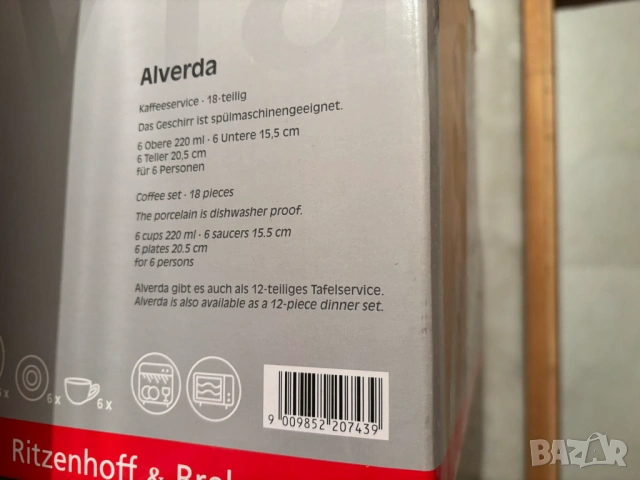 Alverda
Kaffeeservice · 18-teilig
Das Geschirr ist spülmaschinengeeignet.
6 Obere 220 ml · 6 Untere 15,5 cm
6 Teller 20,5 cm
für 6 Personen
Coffee set · 18 pieces
The porcelain is dishwasher proof.
6 cups 220 ml · 6 saucers 15.5 cm
6 plates 20.5 cm
for 6 persons
Alverda gibt es auch als 12-teiliges Tafelservice.
Alverda is also available as a 12-piece dinner set.
6 x
6 x
9 009852 207439
Ritzenhoff &
BAZAR
bg